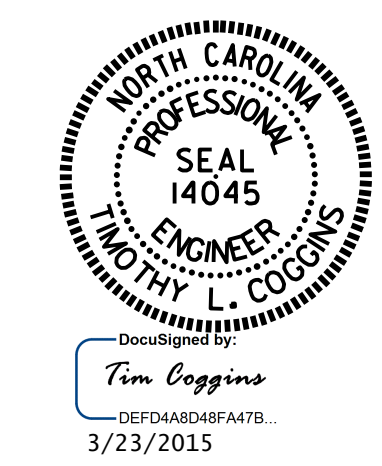 NORTH CAROLINA
PROFESSIONAL
SEAL
14045
ENGINEER
TIMOTHY L. COGGINS
DocuSigned by:
Tim Coggins
DEFD4A8D48FA47B...
3/23/2015